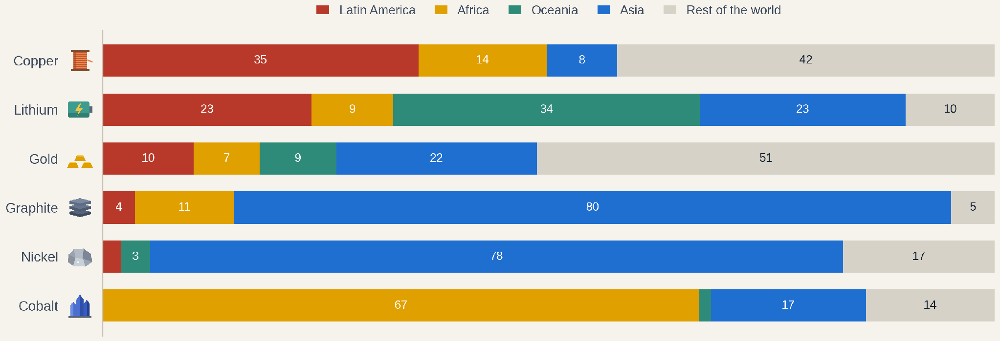 Latin America Africa Oceania Asia Rest of the world
Copper 35 14 8 42
Lithium 23 9 34 23 10
Gold 10 7 9 22 51
Graphite 4 11 80 5
Nickel 3 78 17
Cobalt 67 17 14